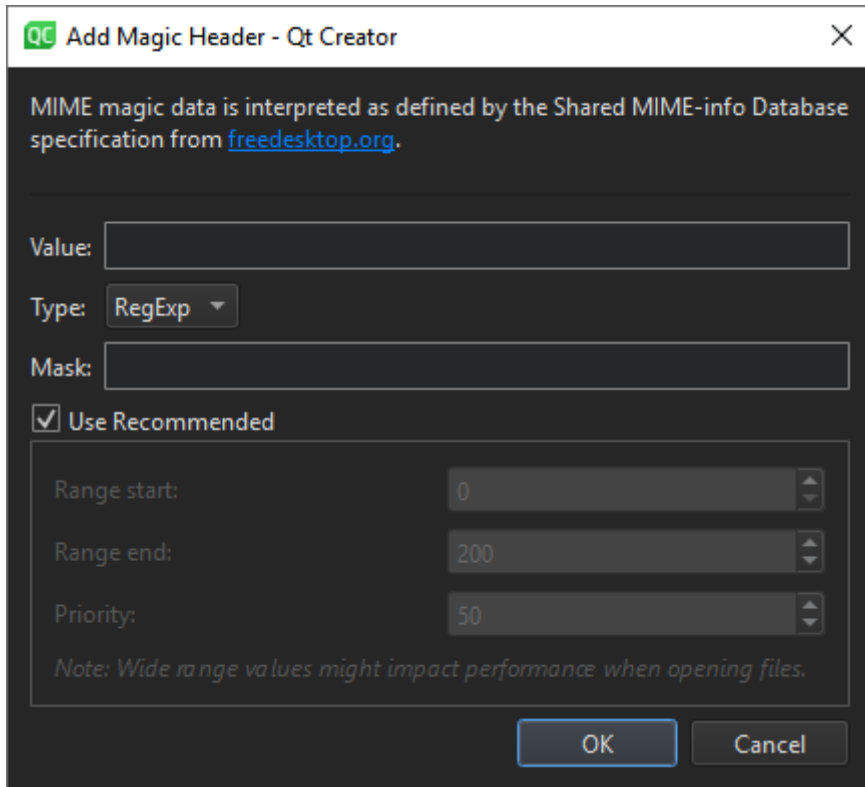 QC Add Magic Header - Qt Creator
MIME magic data is interpreted as defined by the Shared MIME-info Database
specification from freedesktop.org.
Value:
Type: RegExp
Mask:
Use Recommended
Range start: 0
Range end: 200
Priority: 50
Note: Wide range values might impact performance when opening files.
OK Cancel